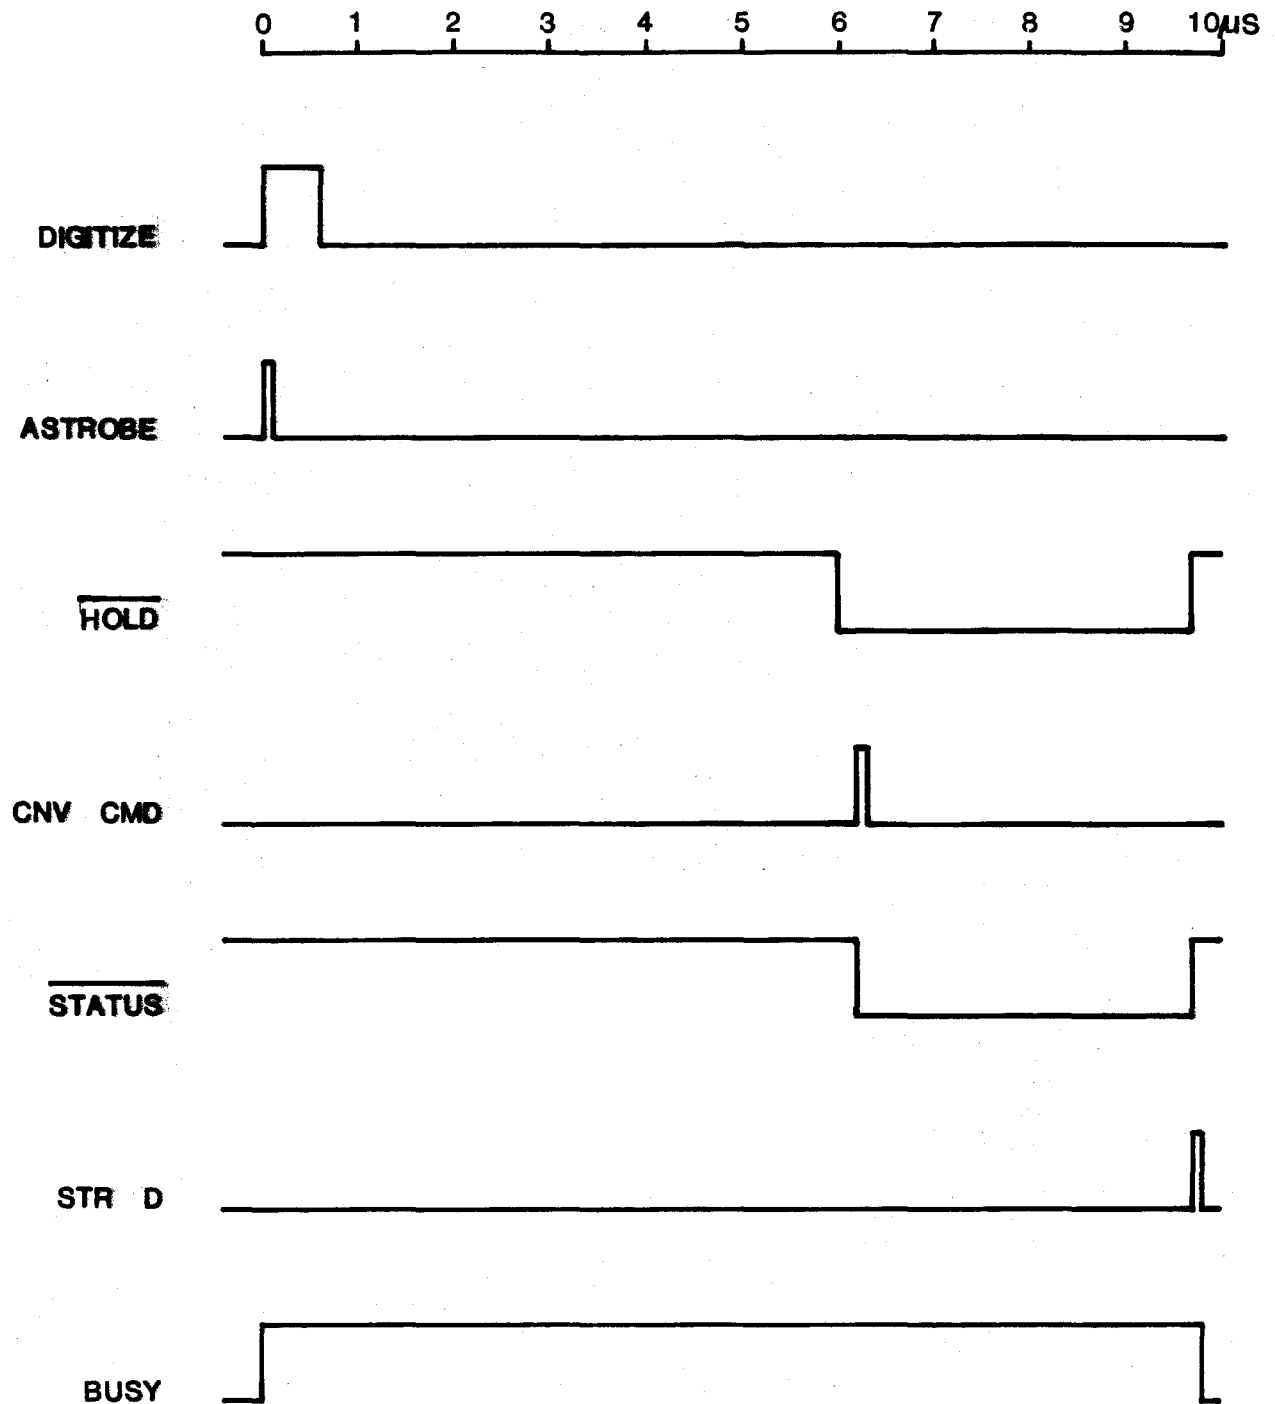 0 1 2 3 4 5 6 7 8 9 10μS
DIGITIZE
ASTROBE
HOLD
CNV CMD
STATUS
STR D
BUSY